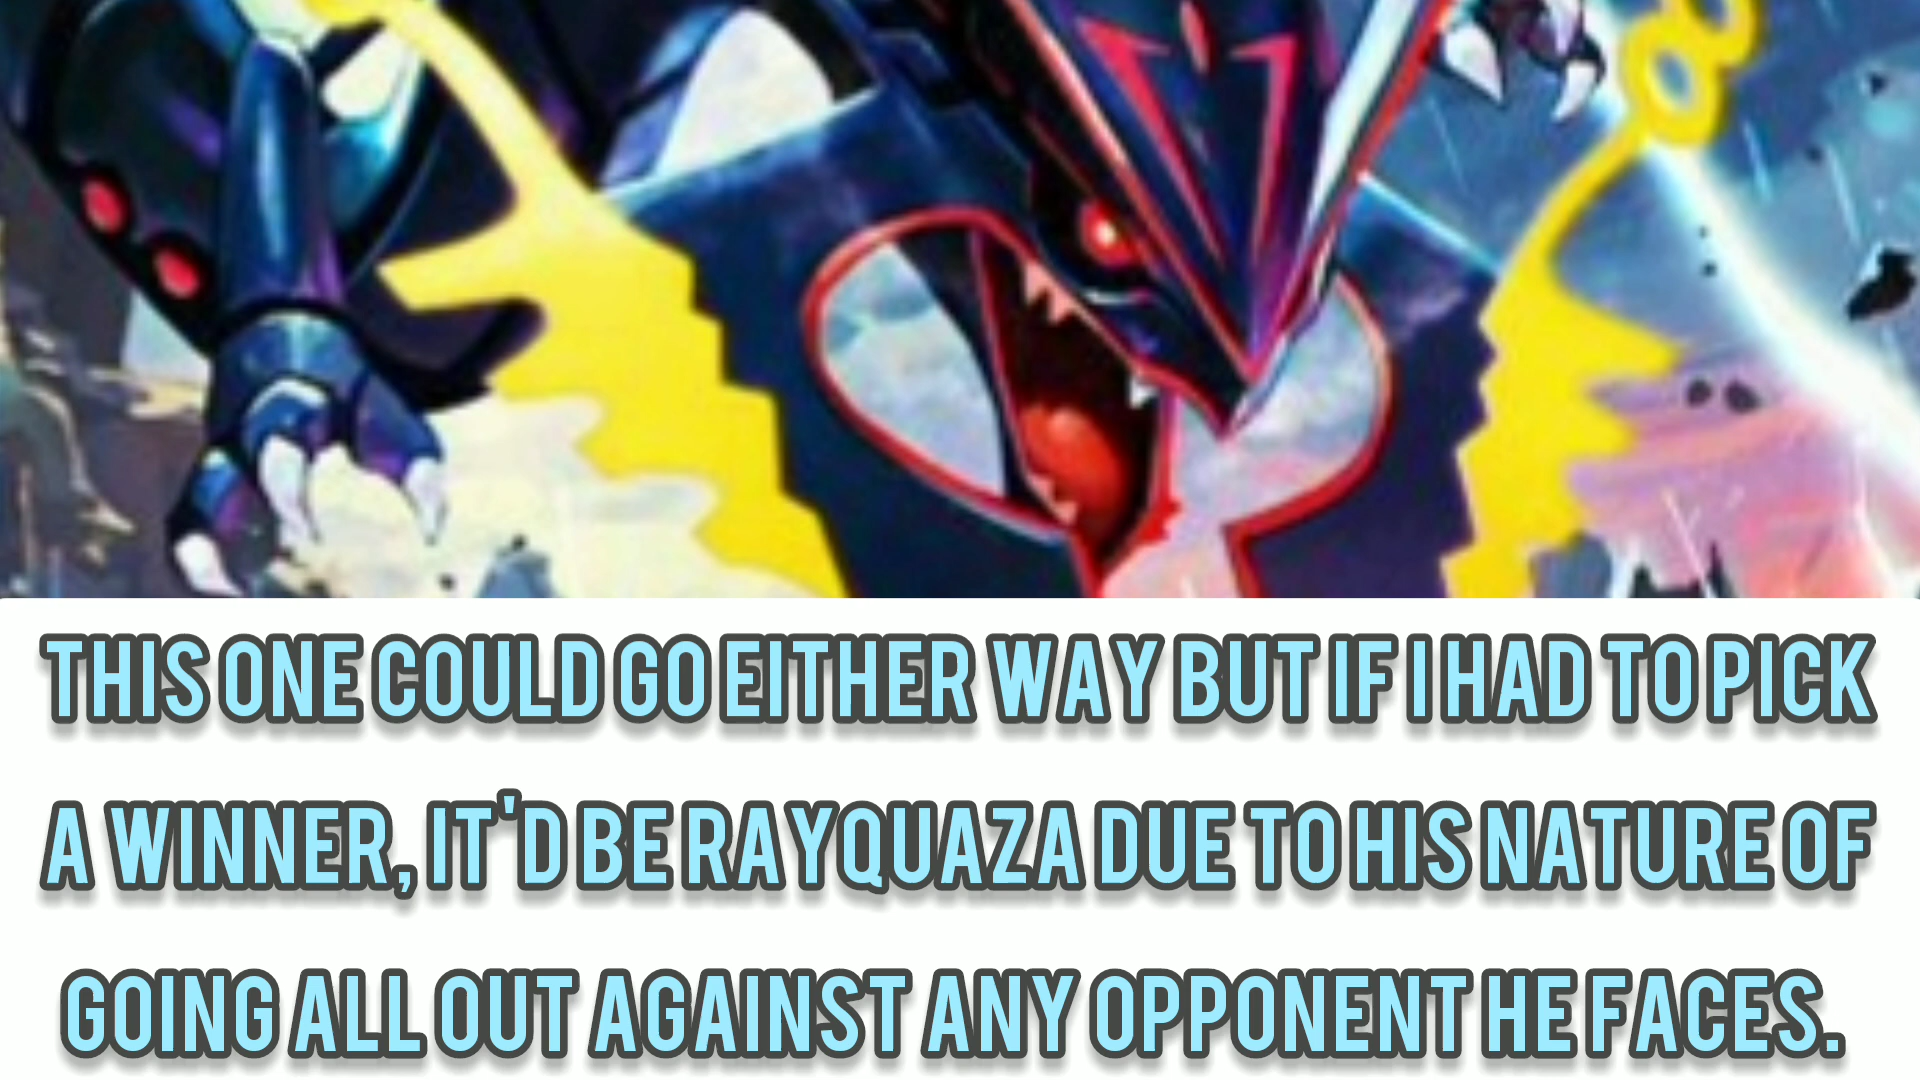 THIS ONE COULD GO EITHER WAY BUT IF I HAD TO PICK
A WINNER, IT'D BE RAYQUAZA DUE TO HIS NATURE OF
GOING ALL OUT AGAINST ANY OPPONENT HE FACES.